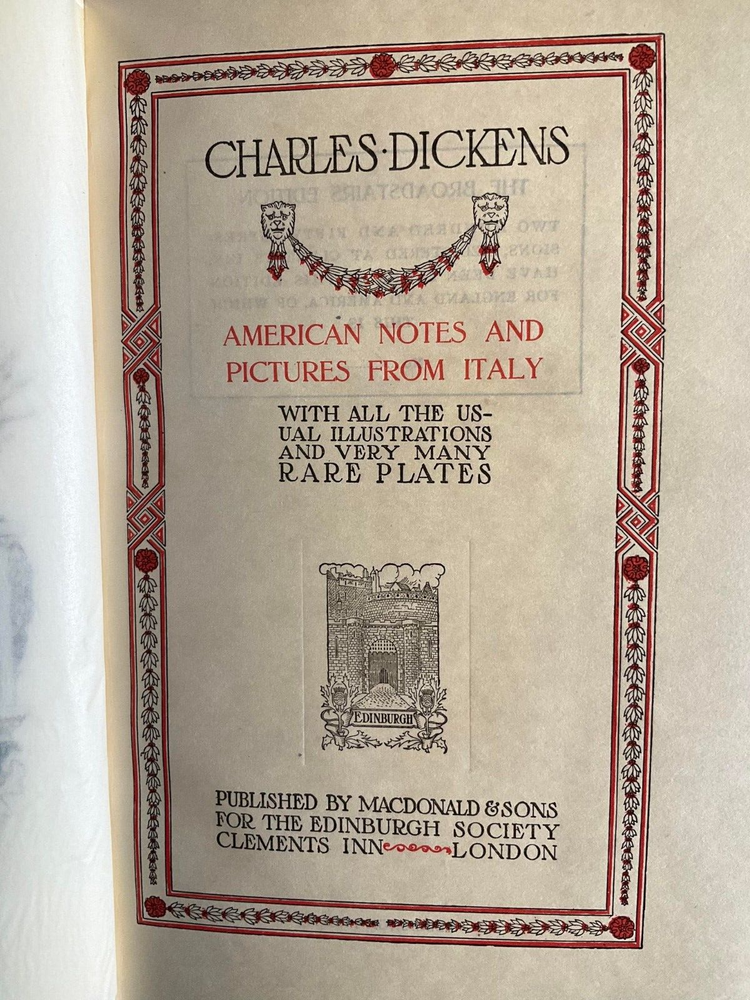 CHARLES·DICKENS
AMERICAN NOTES AND
PICTURES FROM ITALY
WITH ALL THE US-
UAL ILLUSTRATIONS
AND VERY MANY
RARE PLATES
EDINBURGH
PUBLISHED BY MACDONALD & SONS
FOR THE EDINBURGH SOCIETY
CLEMENTS INN LONDON